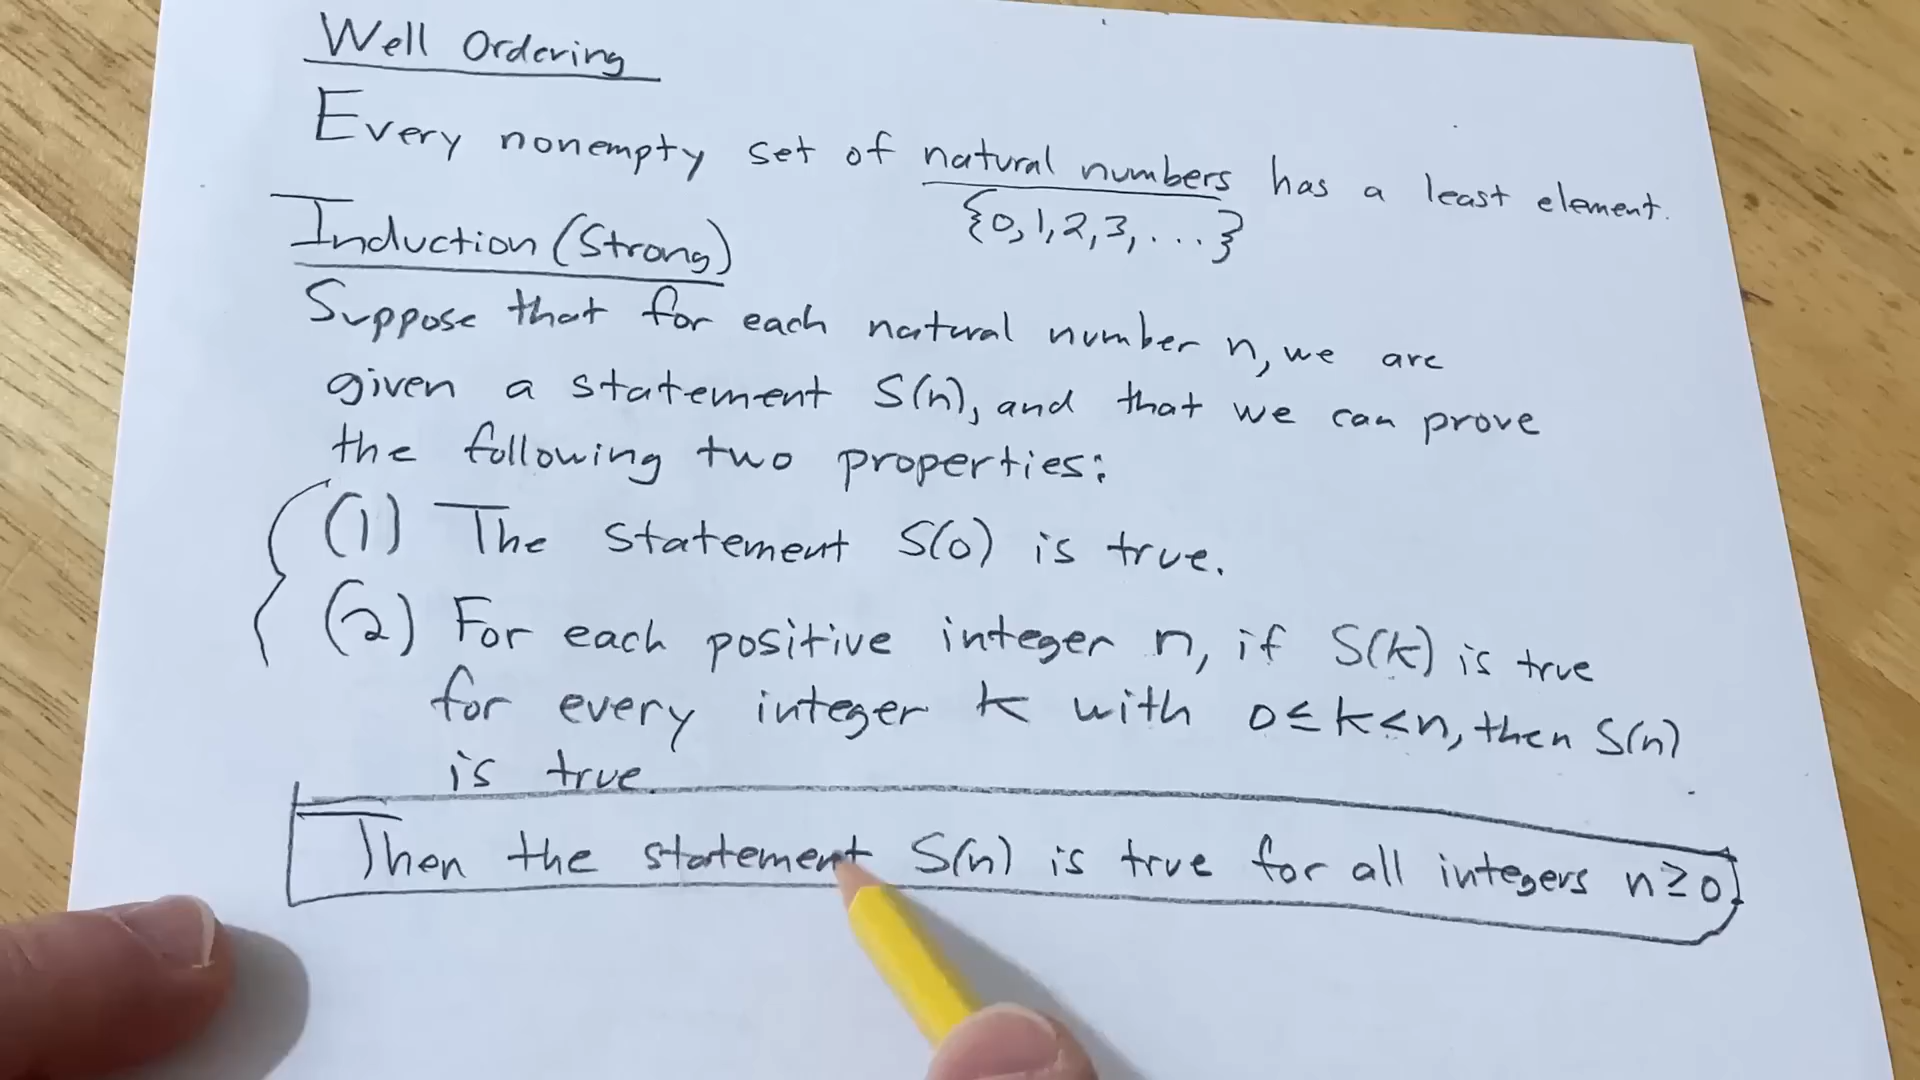 Well Ordering
Every nonempty set of natural numbers has a least element.
{0,1,2,3,...}
Induction (Strong)
Suppose that for each natural number n, we are
given a statement S(n), and that we can prove
the following two properties:
(1) The statement S(0) is true.
(2) For each positive integer n, if S(k) is true
for every integer k with 0≤k<n, then S(n)
is true.
Then the statement S(n) is true for all integers n≥0.